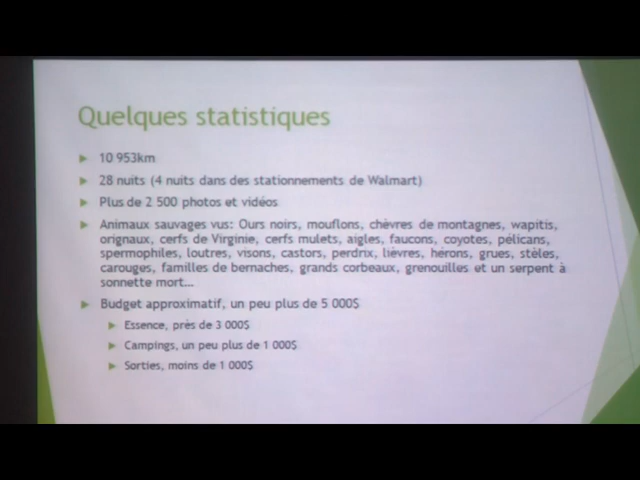 Quelques statistiques
10 953km
28 nuits (4 nuits dans des stationnements de Walmart)
Plus de 2 500 photos et vidéos
Animaux sauvages vus: Ours noirs, mouflons, chèvres de montagnes, wapitis,
orignaux, cerfs de Virginie, cerfs mulets, aigles, faucons, coyotes, pélicans,
spermophiles, loutres, visons, castors, perdrix, lièvres, hérons, grues, stèles,
carouges, familles de bernaches, grands corbeaux, grenouilles et un serpent à
sonnette mort...
Budget approximatif, un peu plus de 5 000$
Essence, près de 3 000$
Campings, un peu plus de 1 000$
Sorties, moins de 1 000$